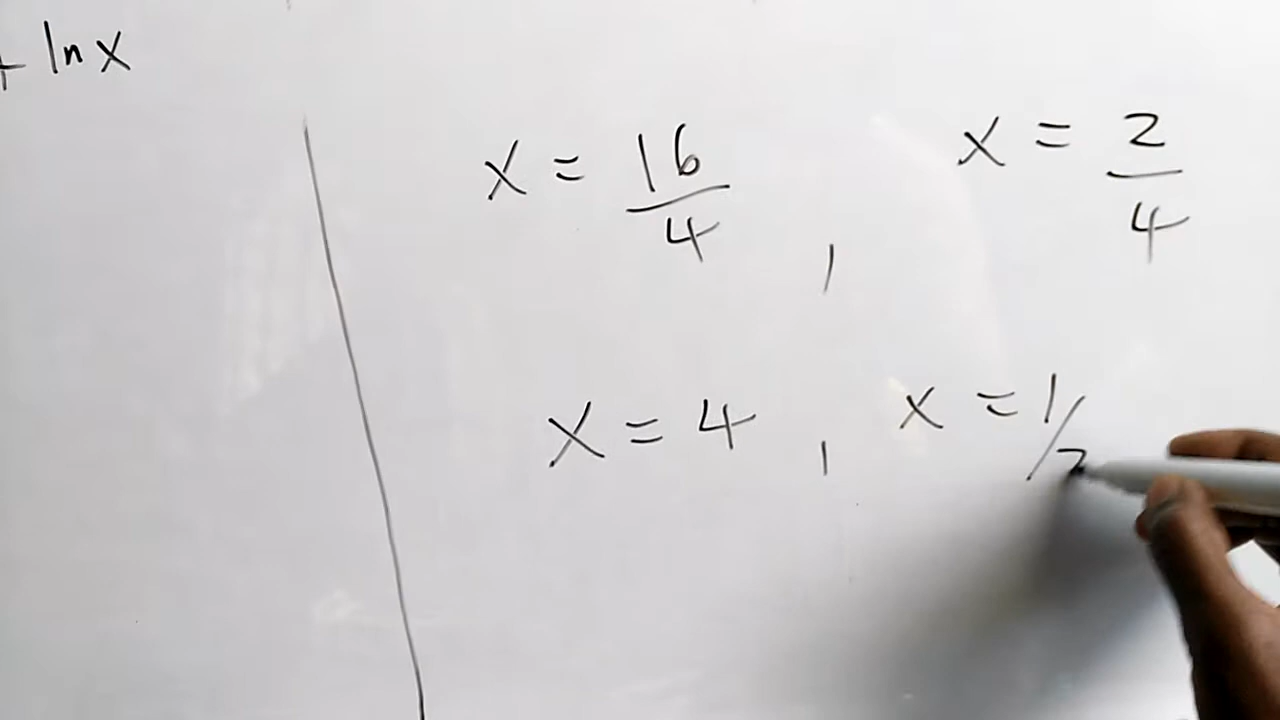 + ln x
x = 16/4 , x = 2/4
x = 4 , x = 1/2